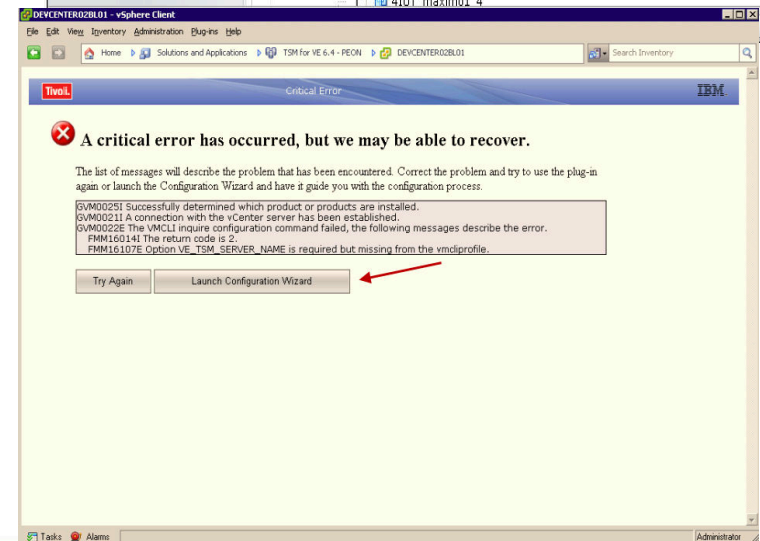 4101 maximo1 4
DEVCENTER02BL01 - vSphere Client
File Edit View Inventory Administration Plug-ins Help
Home Solutions and Applications TSM for VE 6.4 - PEON DEVCENTER02BL01 Search Inventory
Tivoli. Critical Error IBM
A critical error has occurred, but we may be able to recover.
The list of messages will describe the problem that has been encountered. Correct the problem and try to use the plug-in
again or launch the Configuration Wizard and have it guide you with the configuration process.
GVM0025I Successfully determined which product or products are installed.
GVM0021I A connection with the vCenter server has been established.
GVM0022E The VMCLI inquire configuration command failed, the following messages describe the error.
FMM16014I The return code is 2.
FMM16107E Option VE_TSM_SERVER_NAME is required but missing from the vmcliprofile.
Try Again Launch Configuration Wizard
Tasks Alarms Administrator